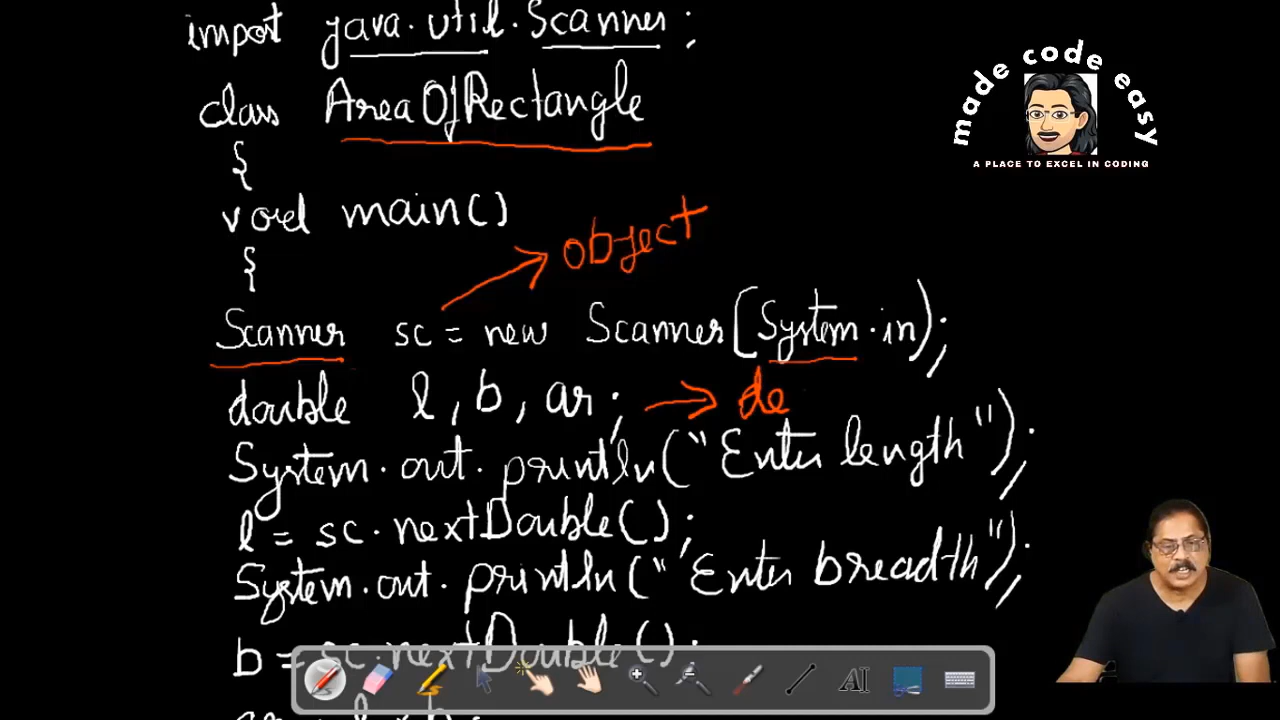 import java.util.Scanner;
class AreaOfRectangle
{
void main()
{
object
Scanner sc = new Scanner(System.in);
double l, b, ar; → de
System.out.println("Enter length");
l = sc.nextDouble();
System.out.println("Enter breadth");
b = sc.nextDouble();
made code easy
A PLACE TO EXCEL IN CODING
AI